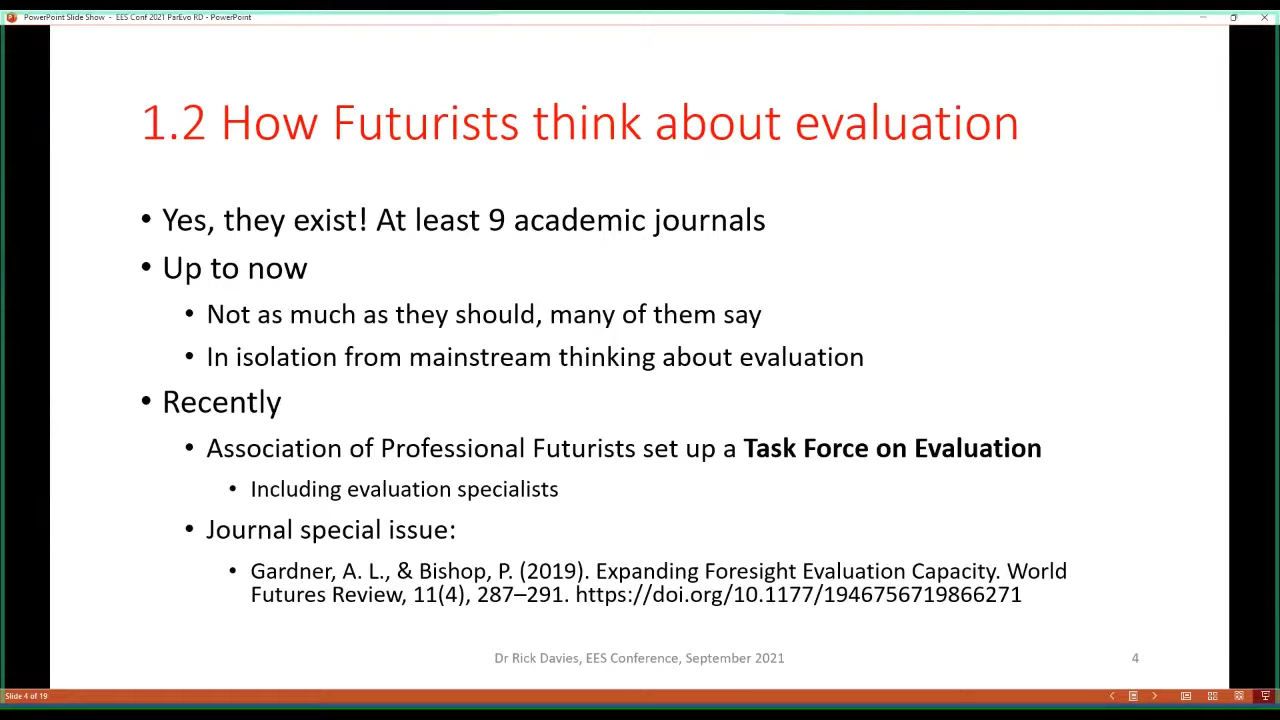 PowerPoint Slide Show - EES Conf 2021 ParEvo RD - PowerPoint
1.2 How Futurists think about evaluation
• Yes, they exist! At least 9 academic journals
• Up to now
• Not as much as they should, many of them say
• In isolation from mainstream thinking about evaluation
• Recently
• Association of Professional Futurists set up a Task Force on Evaluation
• Including evaluation specialists
• Journal special issue:
• Gardner, A. L., & Bishop, P. (2019). Expanding Foresight Evaluation Capacity. World
Futures Review, 11(4), 287–291. https://doi.org/10.1177/1946756719866271
Dr Rick Davies, EES Conference, September 2021
4
Slide 4 of 19